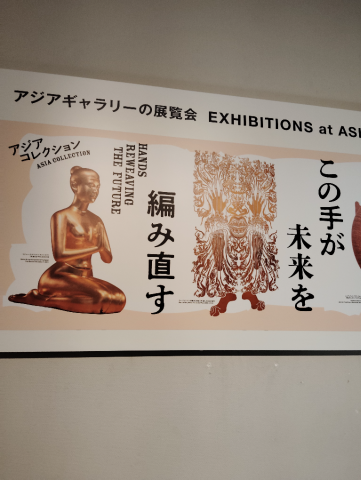 アジアギャラリーの展覧会 EXHIBITIONS at
アジア
コレクション
ASIA COLLECTION
HANDS
REWEAVING
THE FUTURE
この手が
未来を
編み直す